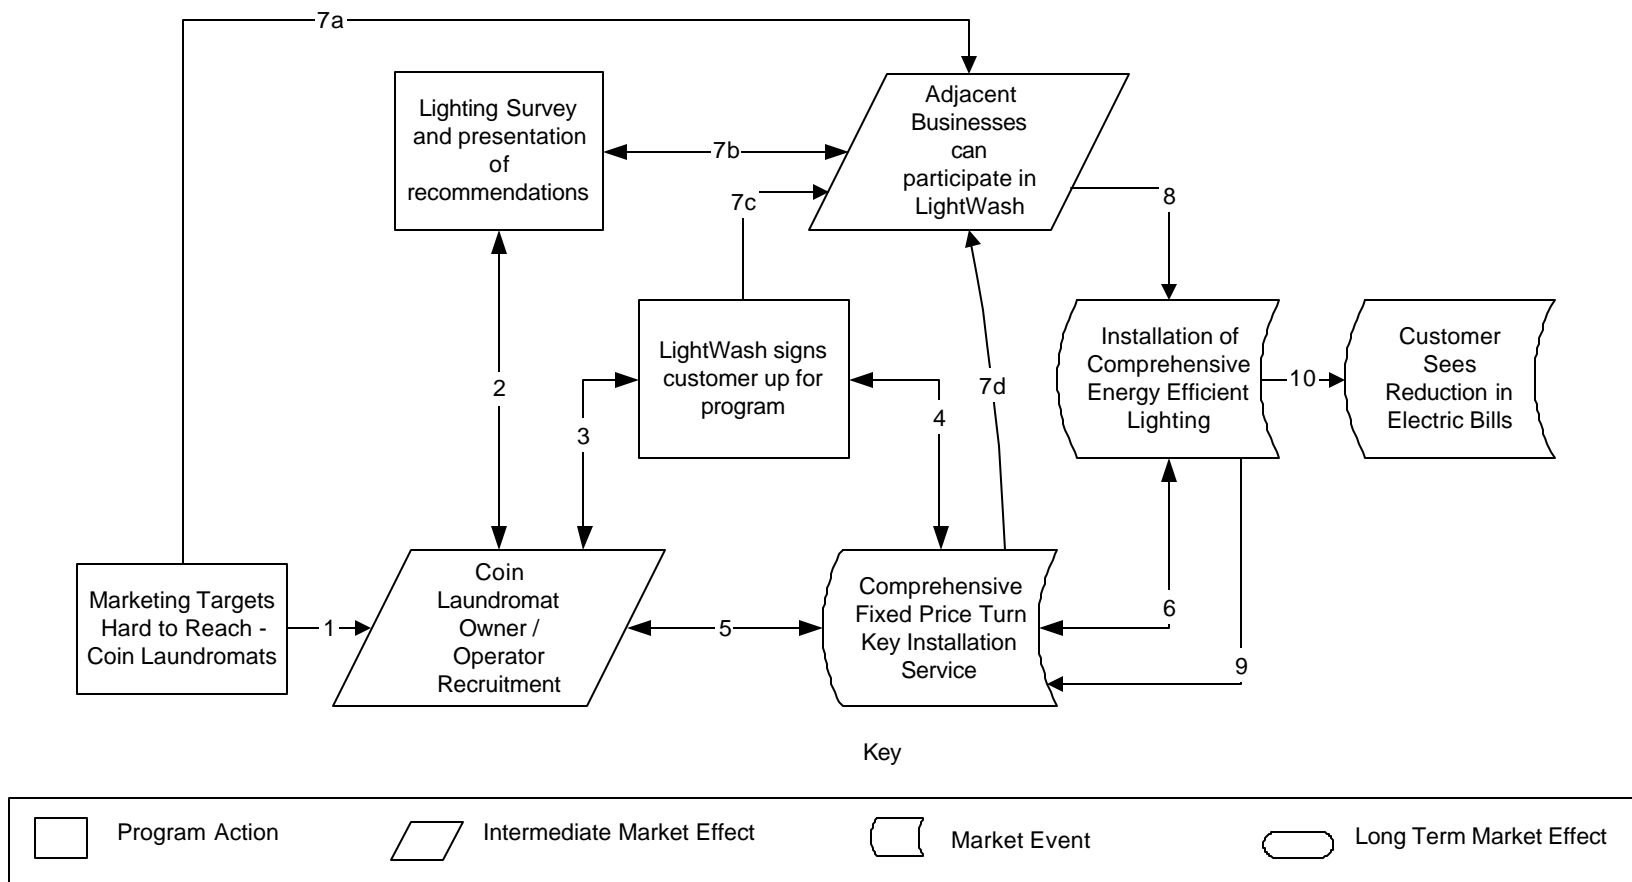 7a
Lighting Survey
and presentation
of
recommendations
7b
Adjacent
Businesses
can
participate in
LightWash
7c
8
2
LightWash signs
customer up for
program
3
4
7d
Installation of
Comprehensive
Energy Efficient
Lighting
10
Customer
Sees
Reduction in
Electric Bills
Marketing Targets
Hard to Reach -
Coin Laundromats
1
Coin
Laundromat
Owner /
Operator
Recruitment
5
Comprehensive
Fixed Price Turn
Key Installation
Service
6
9
Key
Program Action
Intermediate Market Effect
Market Event
Long Term Market Effect